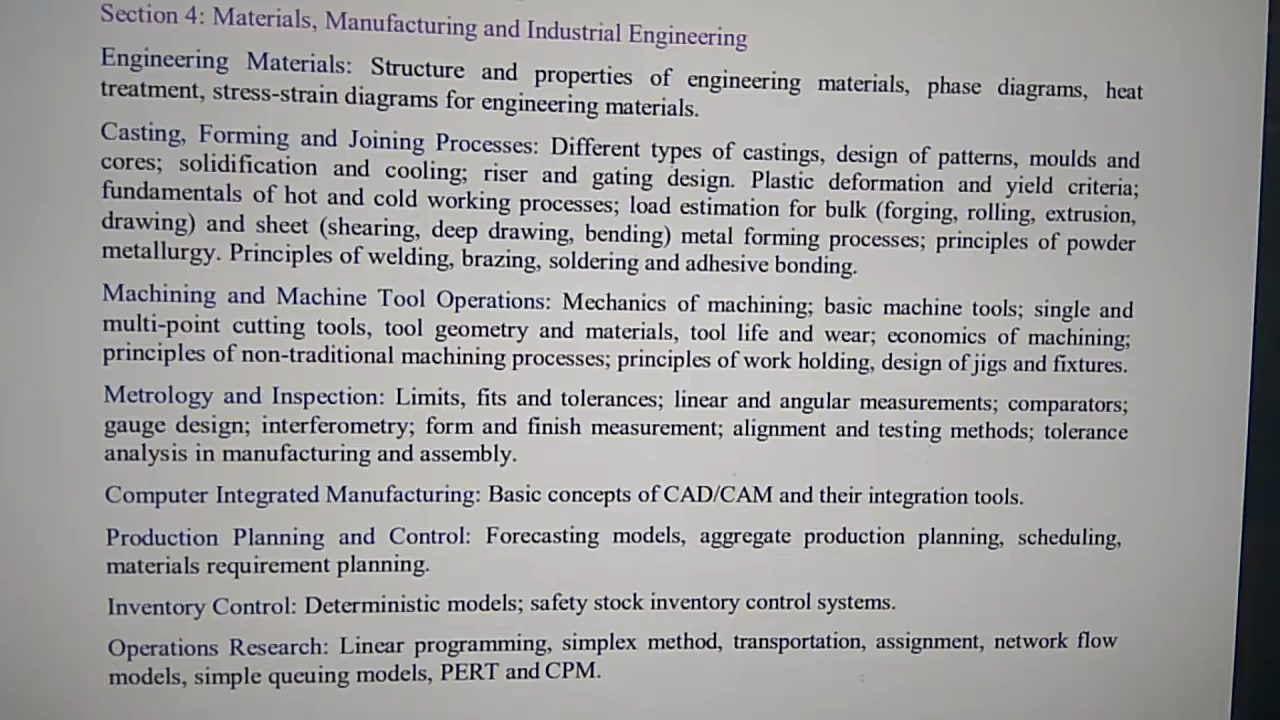 Section 4: Materials, Manufacturing and Industrial Engineering
Engineering Materials: Structure and properties of engineering materials, phase diagrams, heat
treatment, stress-strain diagrams for engineering materials.
Casting, Forming and Joining Processes: Different types of castings, design of patterns, moulds and
cores; solidification and cooling; riser and gating design. Plastic deformation and yield criteria;
fundamentals of hot and cold working processes; load estimation for bulk (forging, rolling, extrusion,
drawing) and sheet (shearing, deep drawing, bending) metal forming processes; principles of powder
metallurgy. Principles of welding, brazing, soldering and adhesive bonding.
Machining and Machine Tool Operations: Mechanics of machining; basic machine tools; single and
multi-point cutting tools, tool geometry and materials, tool life and wear; economics of machining;
principles of non-traditional machining processes; principles of work holding, design of jigs and fixtures.
Metrology and Inspection: Limits, fits and tolerances; linear and angular measurements; comparators;
gauge design; interferometry; form and finish measurement; alignment and testing methods; tolerance
analysis in manufacturing and assembly.
Computer Integrated Manufacturing: Basic concepts of CAD/CAM and their integration tools.
Production Planning and Control: Forecasting models, aggregate production planning, scheduling,
materials requirement planning.
Inventory Control: Deterministic models; safety stock inventory control systems.
Operations Research: Linear programming, simplex method, transportation, assignment, network flow
models, simple queuing models, PERT and CPM.